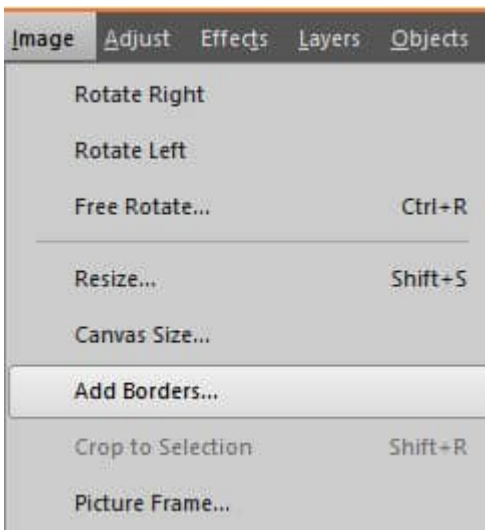 Image Adjust Effects Layers Objects
Rotate Right
Rotate Left
Free Rotate... Ctrl+R
Resize... Shift+S
Canvas Size...
Add Borders...
Crop to Selection Shift+R
Picture Frame...